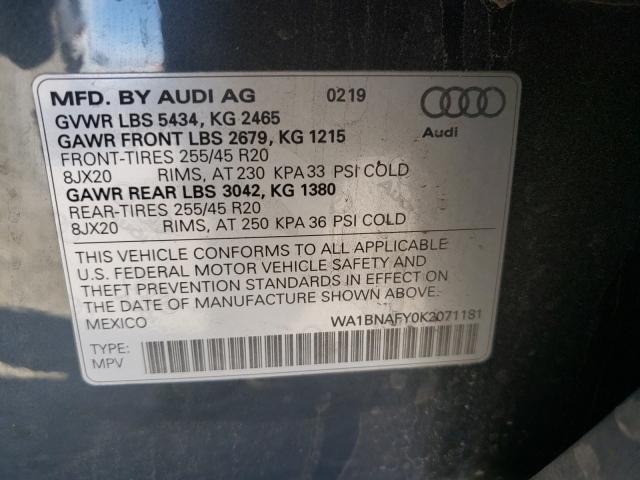 MFD. BY AUDI AG 0219
GVWR LBS 5434, KG 2465
GAWR FRONT LBS 2679, KG 1215
FRONT-TIRES 255/45 R20
8JX20 RIMS, AT 230 KPA 33 PSI COLD
GAWR REAR LBS 3042, KG 1380
REAR-TIRES 255/45 R20
8JX20 RIMS, AT 250 KPA 36 PSI COLD
Audi
THIS VEHICLE CONFORMS TO ALL APPLICABLE
U.S. FEDERAL MOTOR VEHICLE SAFETY AND
THEFT PREVENTION STANDARDS IN EFFECT ON
THE DATE OF MANUFACTURE SHOWN ABOVE.
MEXICO WA1BNAFY0K2071181
TYPE:
MPV